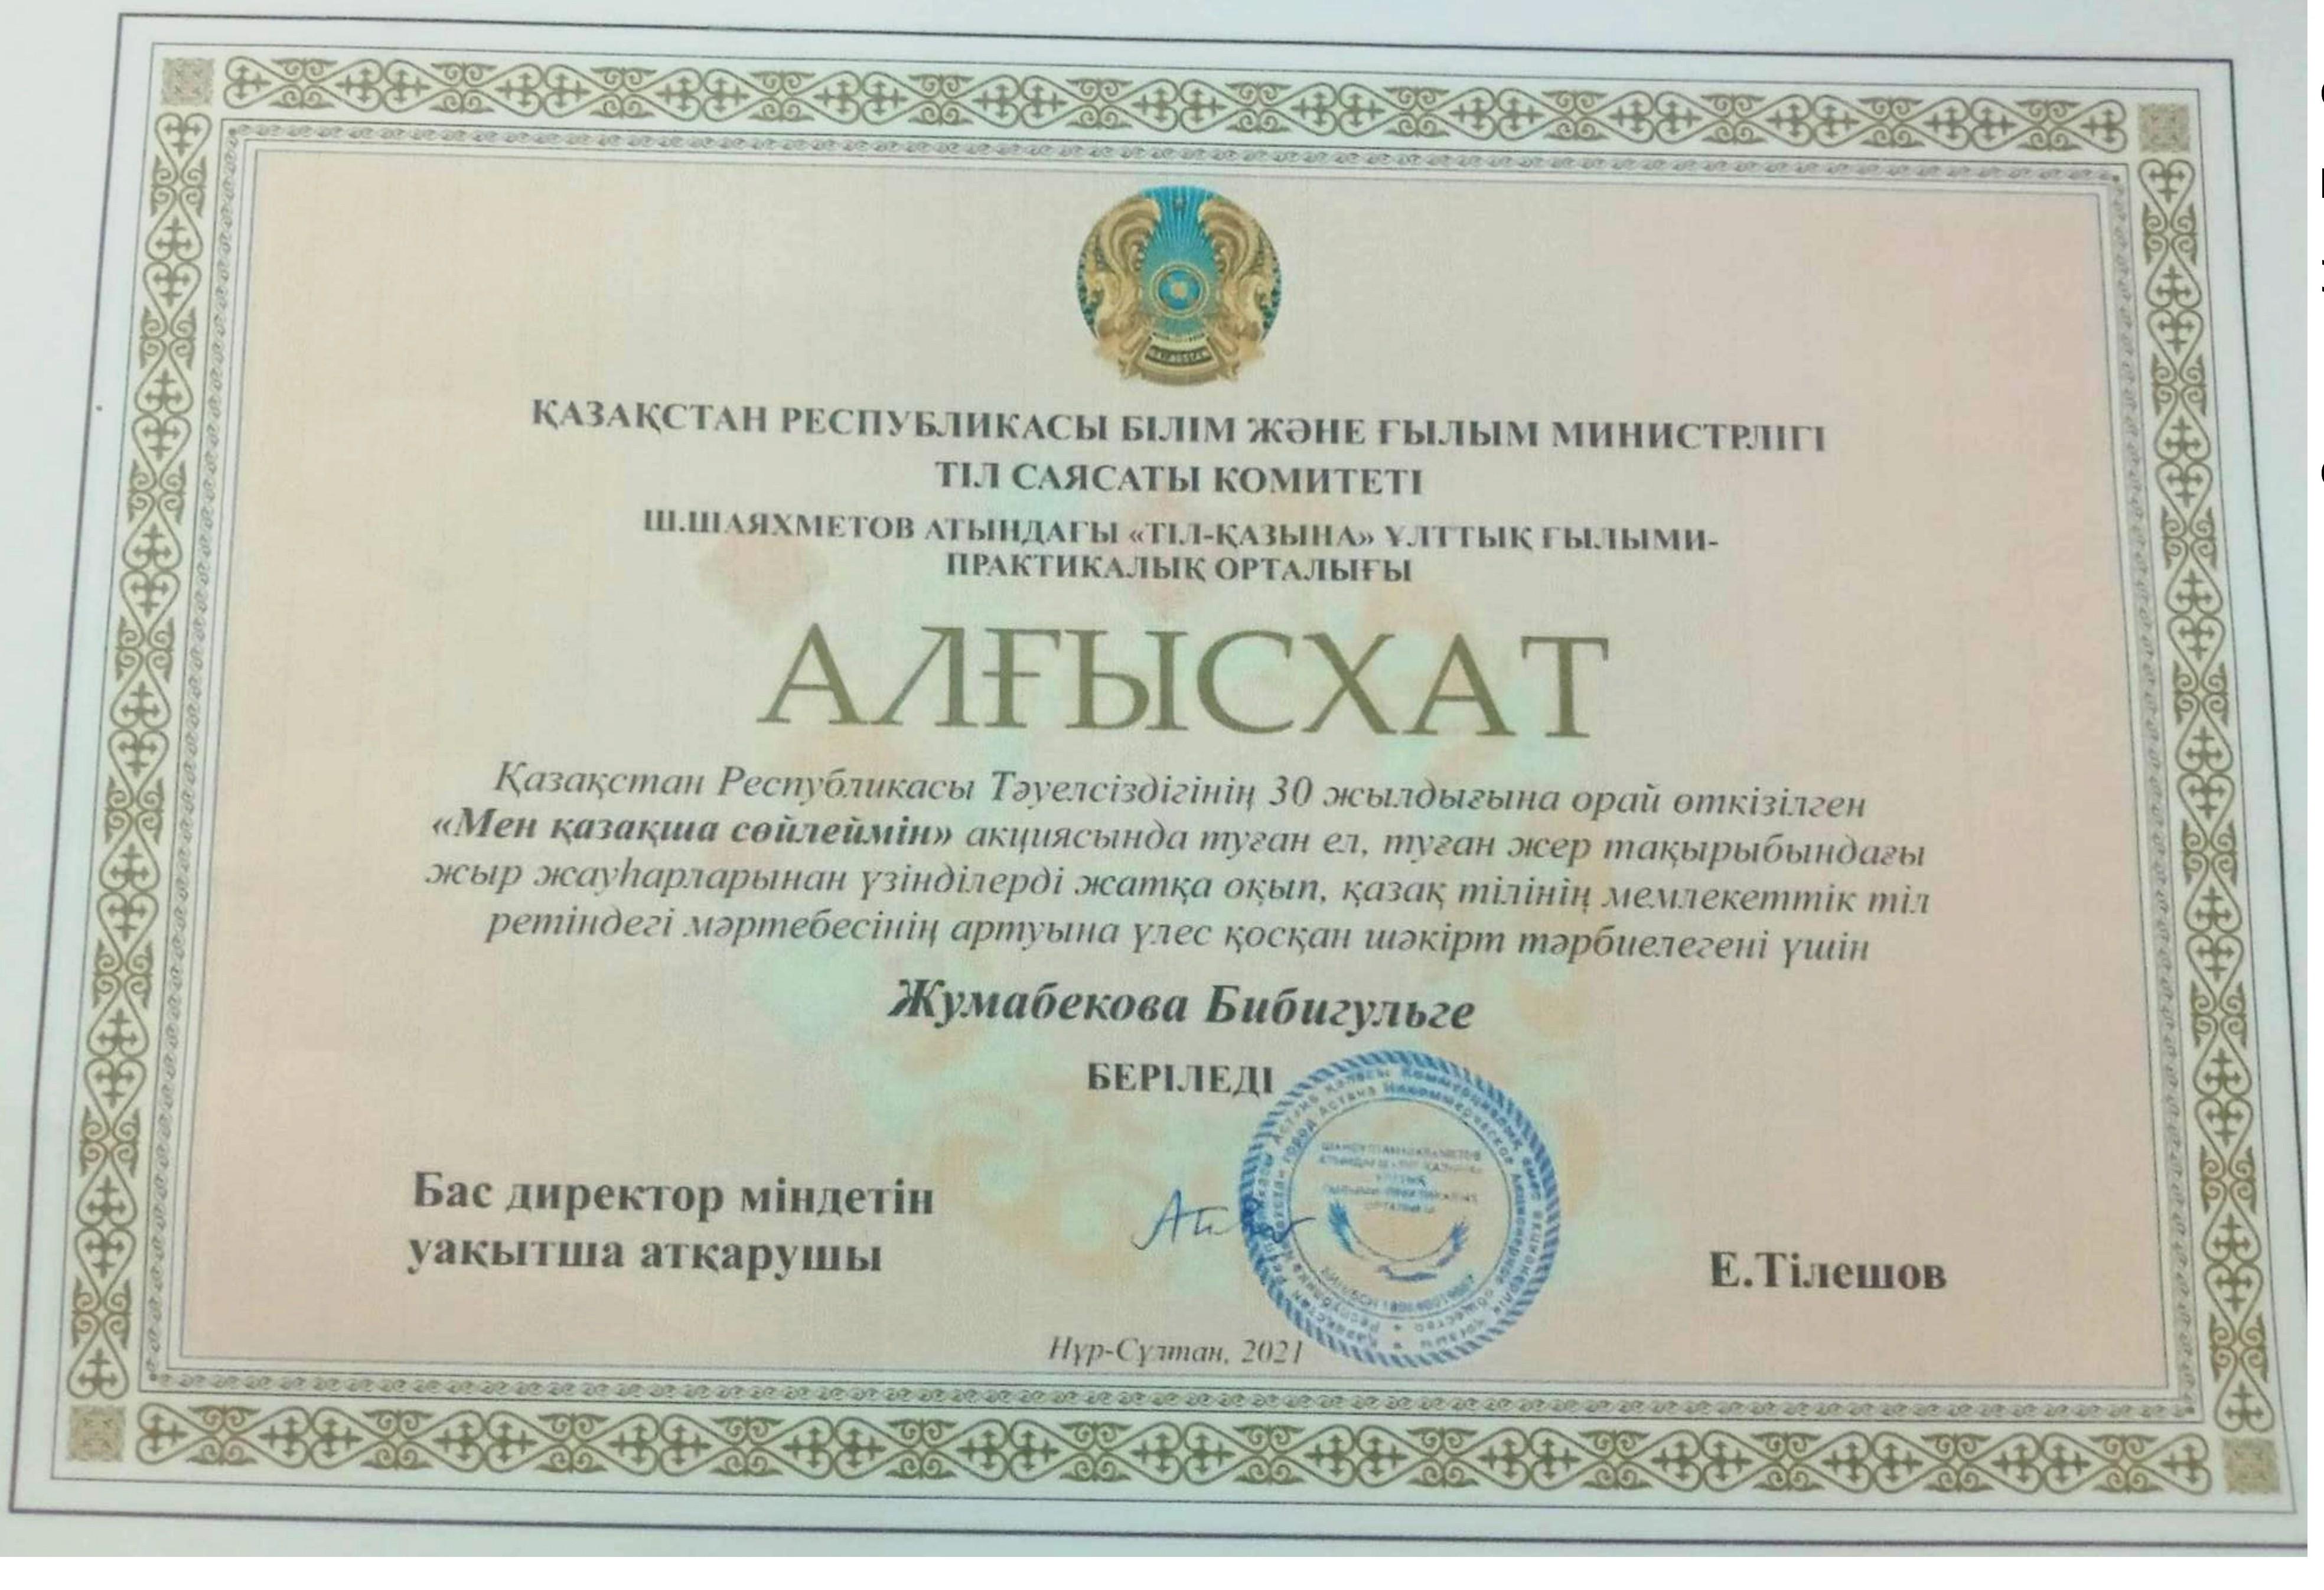 ҚАЗАҚСТАН РЕСПУБЛИКАСЫ БІЛІМ ЖӘНЕ ҒЫЛЫМ МИНИСТРЛІГІ
ТІЛ САЯСАТЫ КОМИТЕТІ
Ш.ШАЯХМЕТОВ АТЫНДАҒЫ «ТІЛ-ҚАЗЫНА» ҰЛТТЫҚ ҒЫЛЫМИ-
ПРАКТИКАЛЫҚ ОРТАЛЫҒЫ
АЛҒЫСХАТ
Қазақстан Республикасы Тәуелсіздігінің 30 жылдығына орай өткізілген
«Мен қазақша сөйлеймін» акциясында туған ел, туған жер тақырыбындағы
жыр жауһарларынан үзінділерді жатқа оқып, қазақ тілінің мемлекеттік тіл
ретіндегі мәртебесінің артуына үлес қосқан шәкірт тәрбиелегені үшін
Жумабекова Бибигульге
БЕРІЛЕДІ
Бас директор міндетін
уақытша атқарушы
Е.Тілешов
Нұр-Сұлтан, 2021